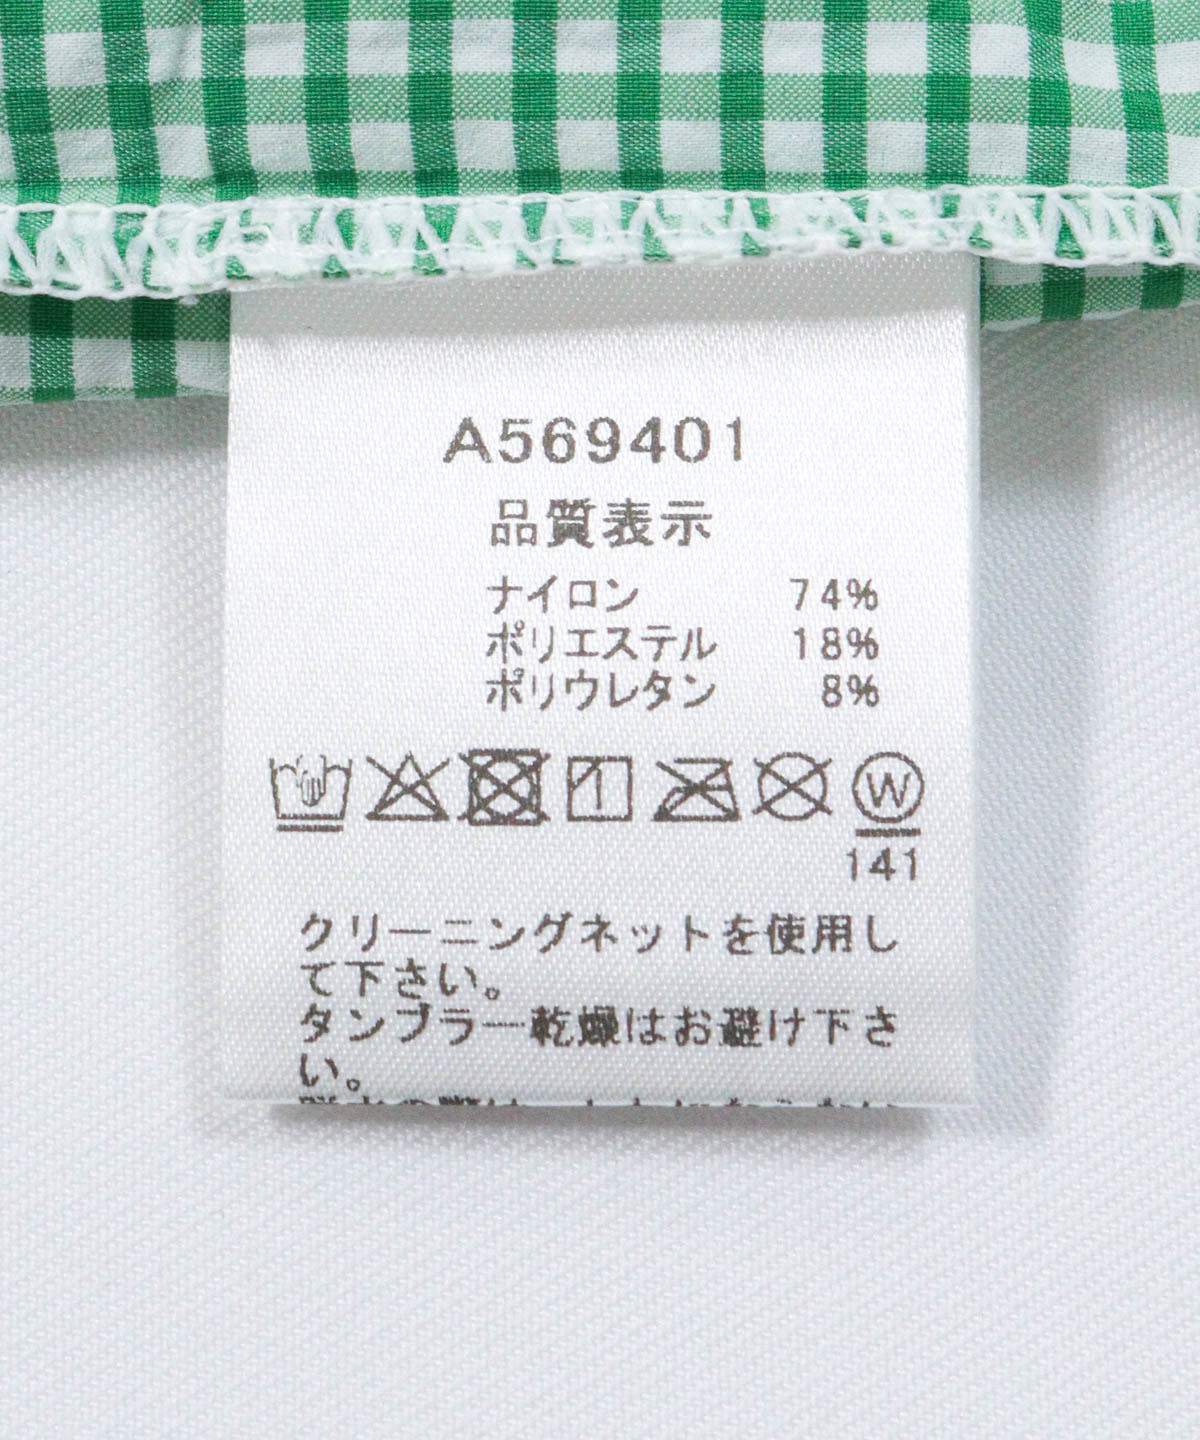 A569401
品質表示
ナイロン 74%
ポリエステル 18%
ポリウレタン 8%
W
141
クリーニングネットを使用し
て下さい。
タンブラー乾燥はお避け下さ
い。